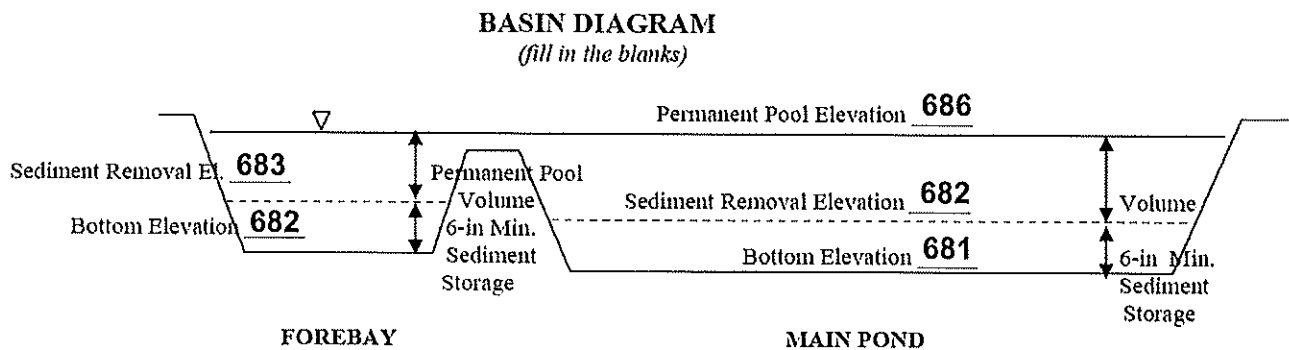 BASIN DIAGRAM
(fill in the blanks)
Permanent Pool Elevation 686
Sediment Removal El. 683
Permanent Pool
Volume
Sediment Removal Elevation 682
Volume
Bottom Elevation 682
6-in Min.
Sediment
Storage
Bottom Elevation 681
6-in Min.
Sediment
Storage
FOREBAY
MAIN POND